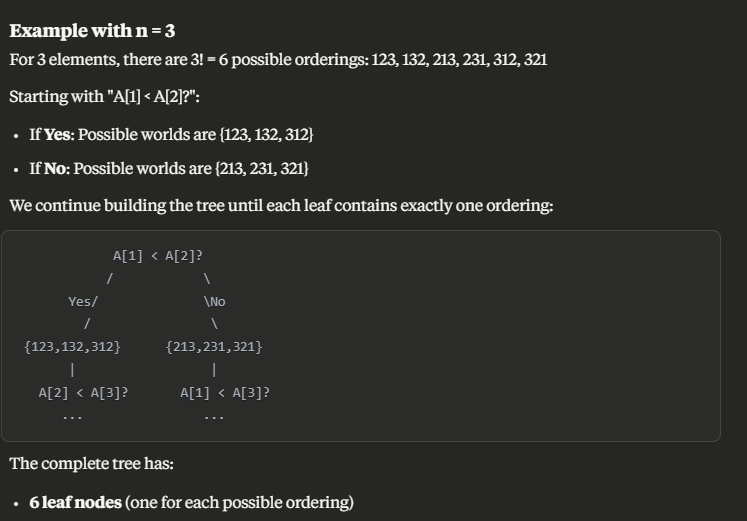 Example with n = 3
For 3 elements, there are 3! = 6 possible orderings: 123, 132, 213, 231, 312, 321
Starting with "A[1] < A[2]?":
• If Yes: Possible worlds are {123, 132, 312}
• If No: Possible worlds are {213, 231, 321}
We continue building the tree until each leaf contains exactly one ordering:
A[1] < A[2]?
/ \
Yes/ \No
/ \
{123,132,312} {213,231,321}
| |
A[2] < A[3]? A[1] < A[3]?
... ...
The complete tree has:
• 6 leaf nodes (one for each possible ordering)